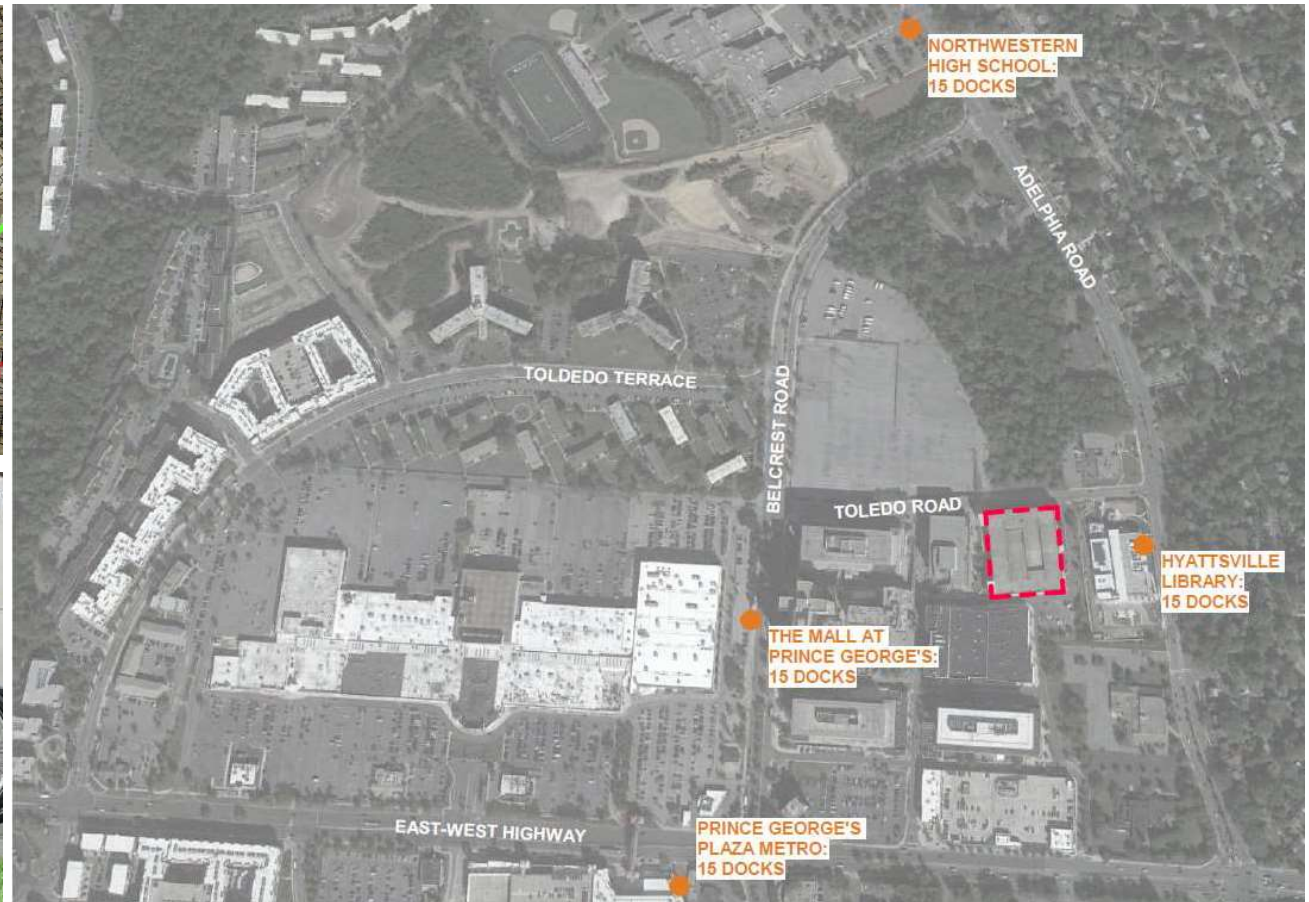 NORTHWESTERN
HIGH SCHOOL:
15 DOCKS
ADELPHIA ROAD
TOLDEDO TERRACE
BELCREST ROAD
TOLEDO ROAD
HYATTSVILLE
LIBRARY:
15 DOCKS
THE MALL AT
PRINCE GEORGE'S:
15 DOCKS
EAST-WEST HIGHWAY
PRINCE GEORGE'S
PLAZA METRO:
15 DOCKS